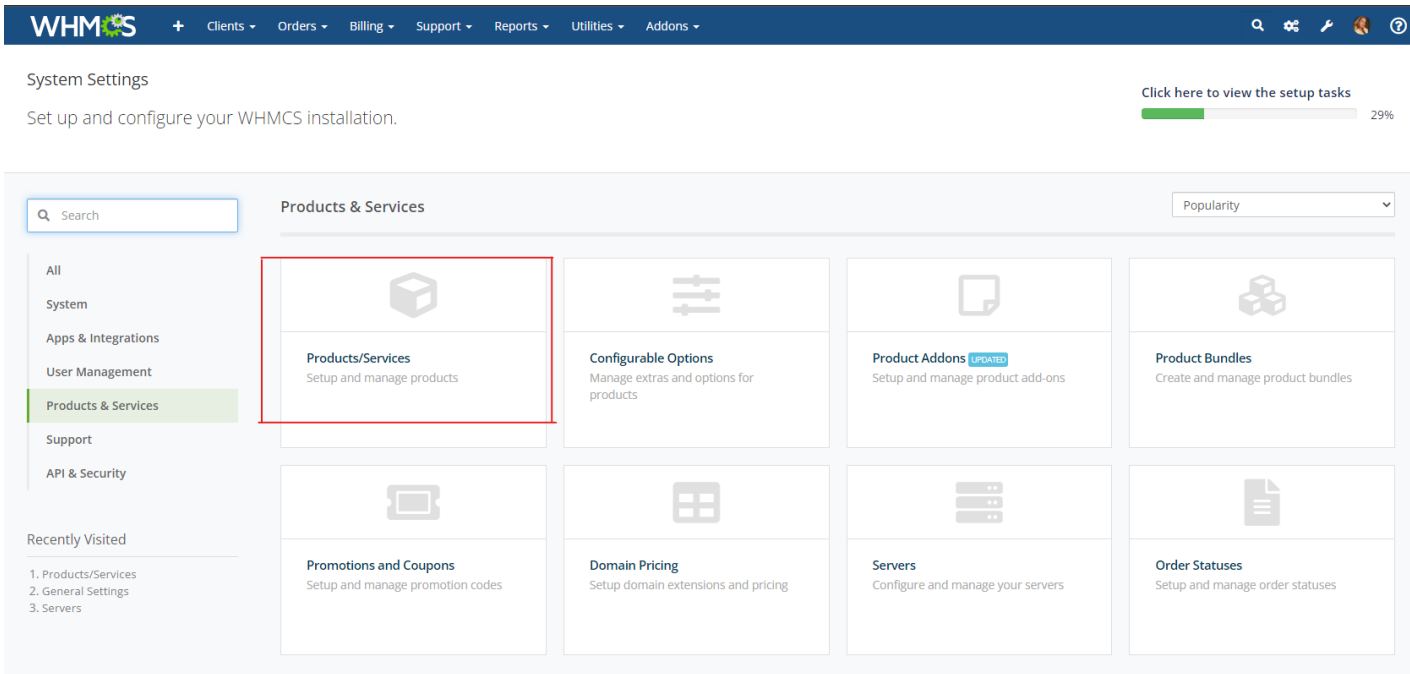 WHMCS + Clients Orders Billing Support Reports Utilities Addons
System Settings
Set up and configure your WHMCS installation.
Click here to view the setup tasks
29%
Search
All
System
Apps & Integrations
User Management
Products & Services
Support
API & Security
Recently Visited
1. Products/Services
2. General Settings
3. Servers
Products & Services
Popularity
Products/Services
Setup and manage products
Configurable Options
Manage extras and options for
products
Product Addons UPDATED
Setup and manage product add-ons
Product Bundles
Create and manage product bundles
Promotions and Coupons
Setup and manage promotion codes
Domain Pricing
Setup domain extensions and pricing
Servers
Configure and manage your servers
Order Statuses
Setup and manage order statuses